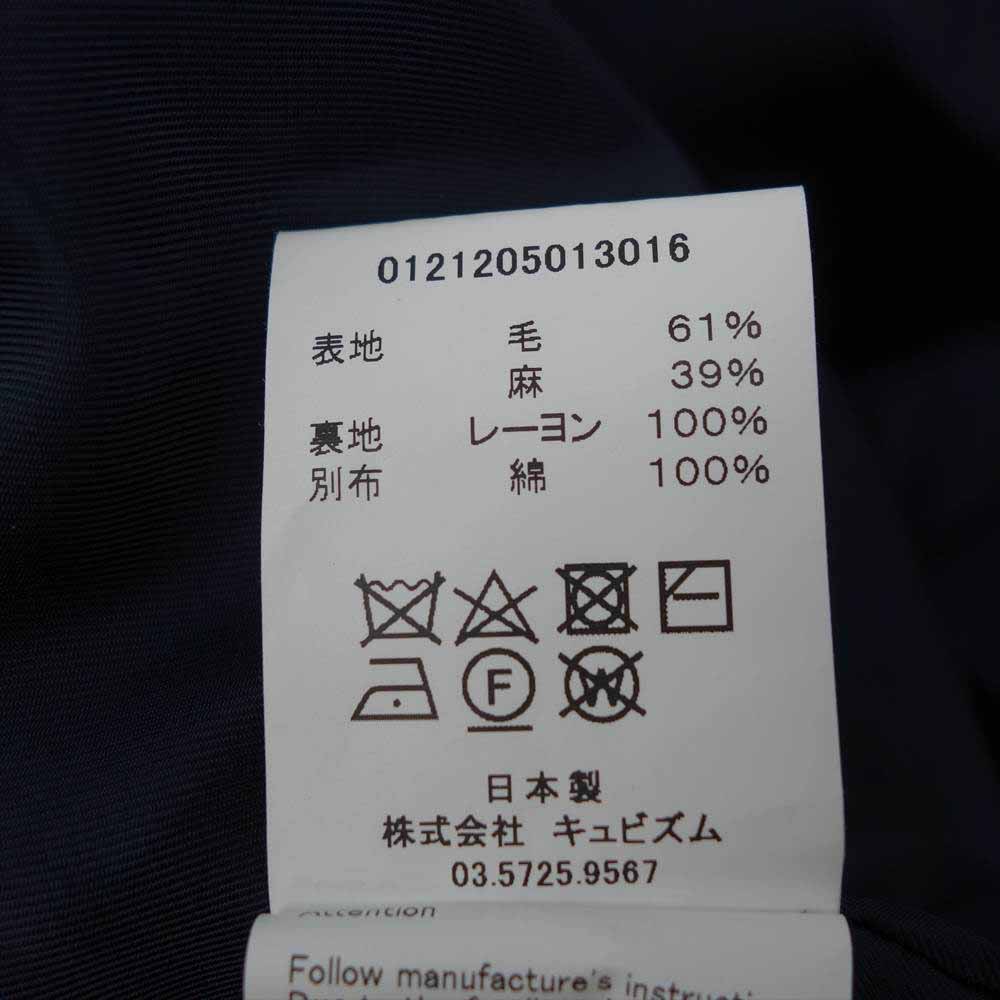 0121205013016
表地 毛 61%
麻 39%
裏地 レーヨン 100%
別布 綿 100%
F
W
日本製
株式会社 キュビズム
03.5725.9567
Attention
Follow manufacture's